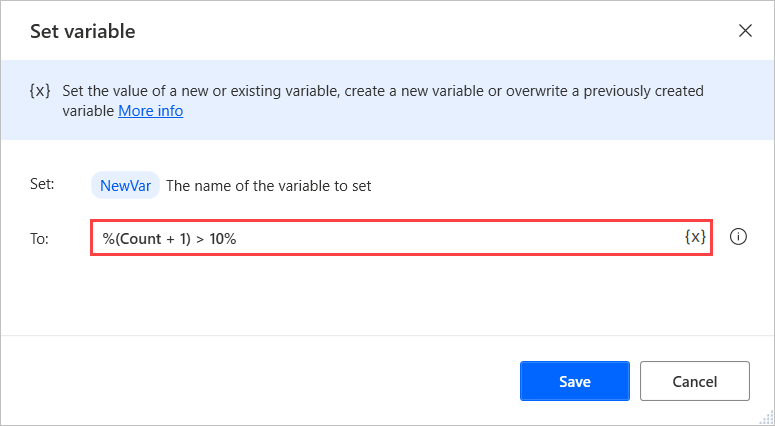 Set variable
{x} Set the value of a new or existing variable, create a new variable or overwrite a previously created
variable More info
Set: NewVar The name of the variable to set
To: %(Count + 1) > 10% {x}
Save Cancel